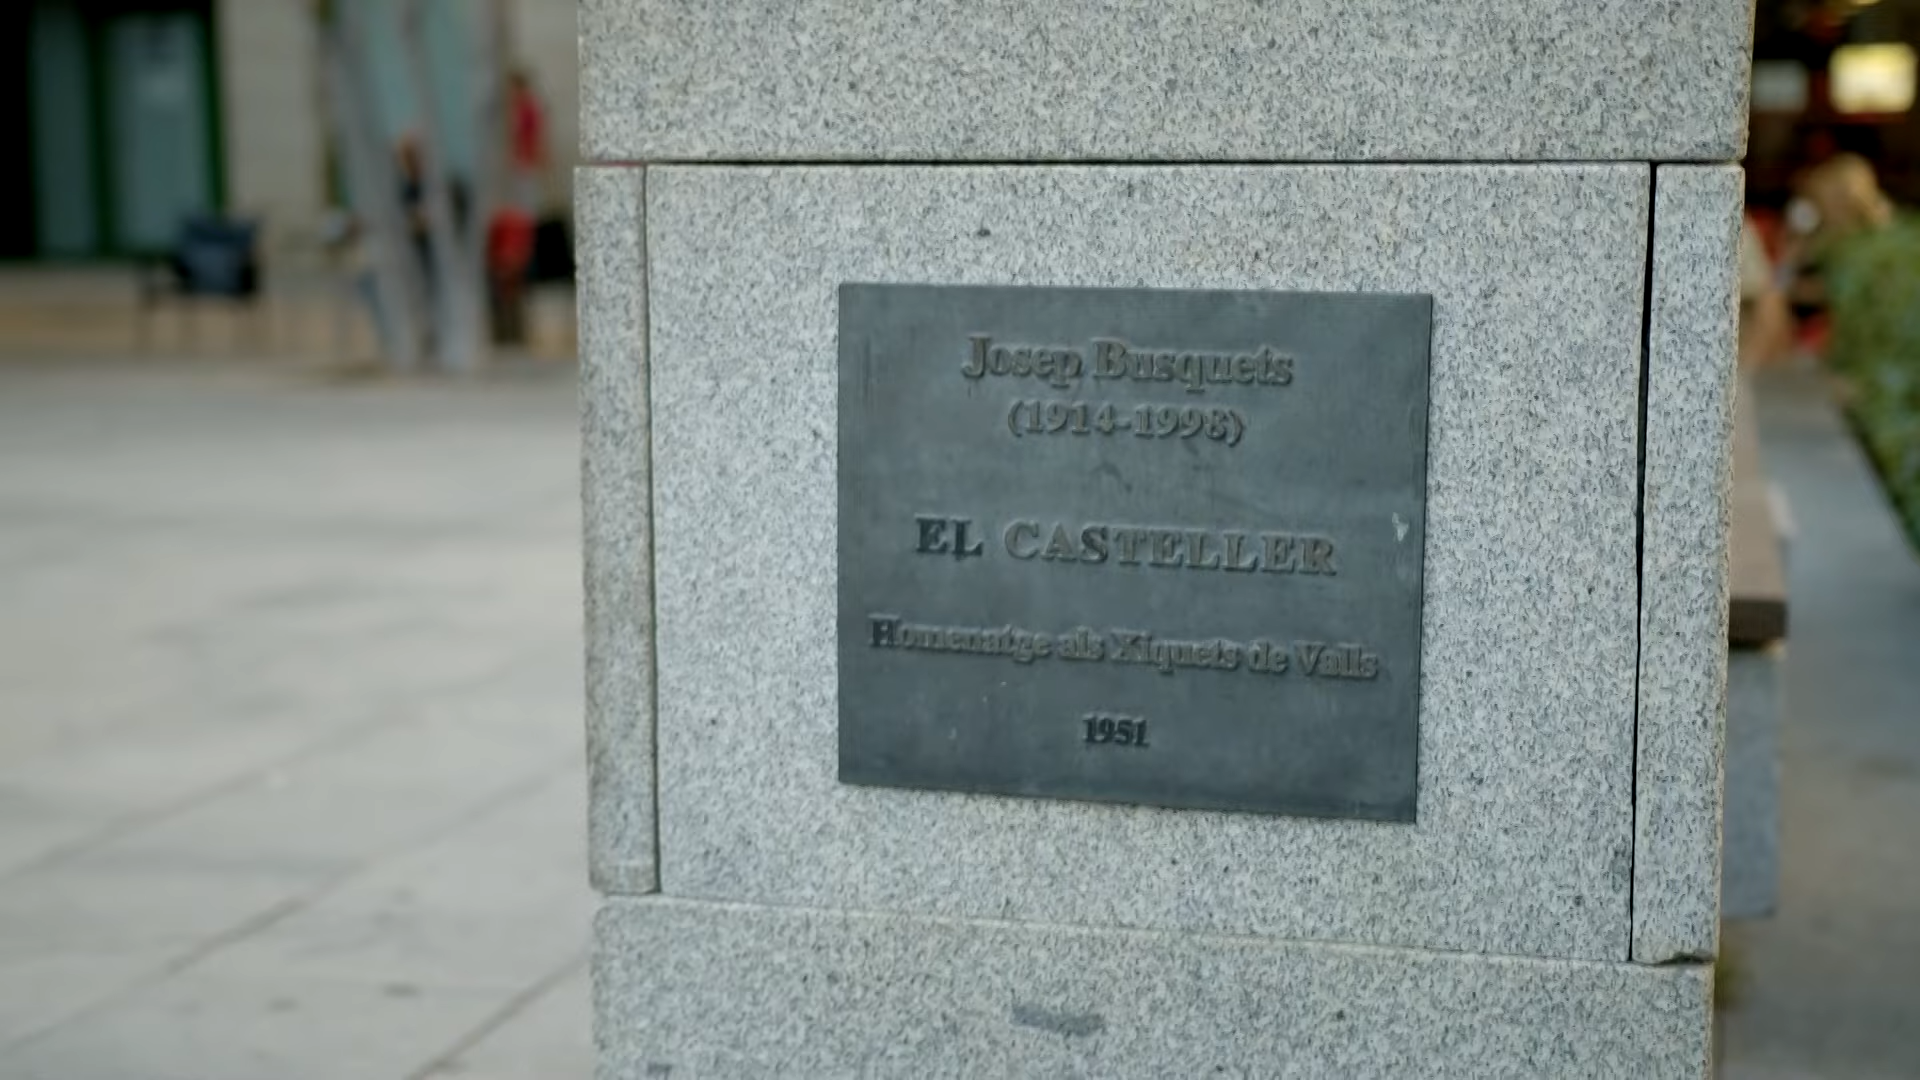 Josep Busquets
(1914-1998)
EL CASTELLER
Homenatge als Xiquets de Valls
1951